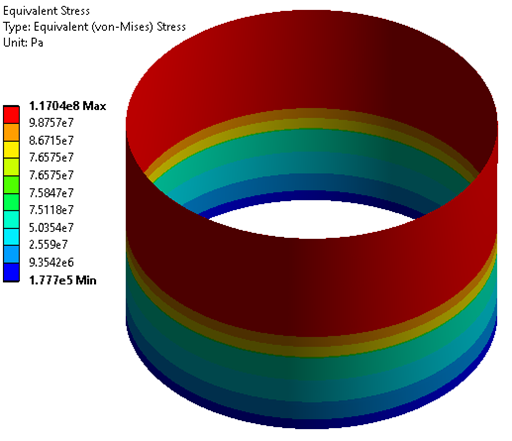 Equivalent Stress
Type: Equivalent (von-Mises) Stress
Unit: Pa
1.1704e8 Max
9.8757e7
8.6715e7
7.6575e7
7.6575e7
7.5847e7
7.5118e7
5.0354e7
2.559e7
9.3542e6
1.777e5 Min